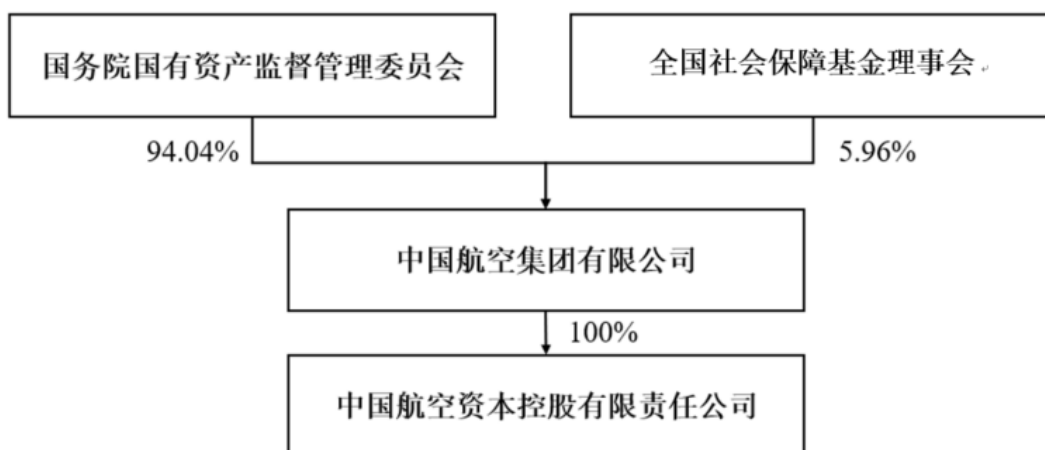 国务院国有资产监督管理委员会
全国社会保障基金理事会
94.04%
5.96%
中国航空集团有限公司
100%
中国航空资本控股有限责任公司